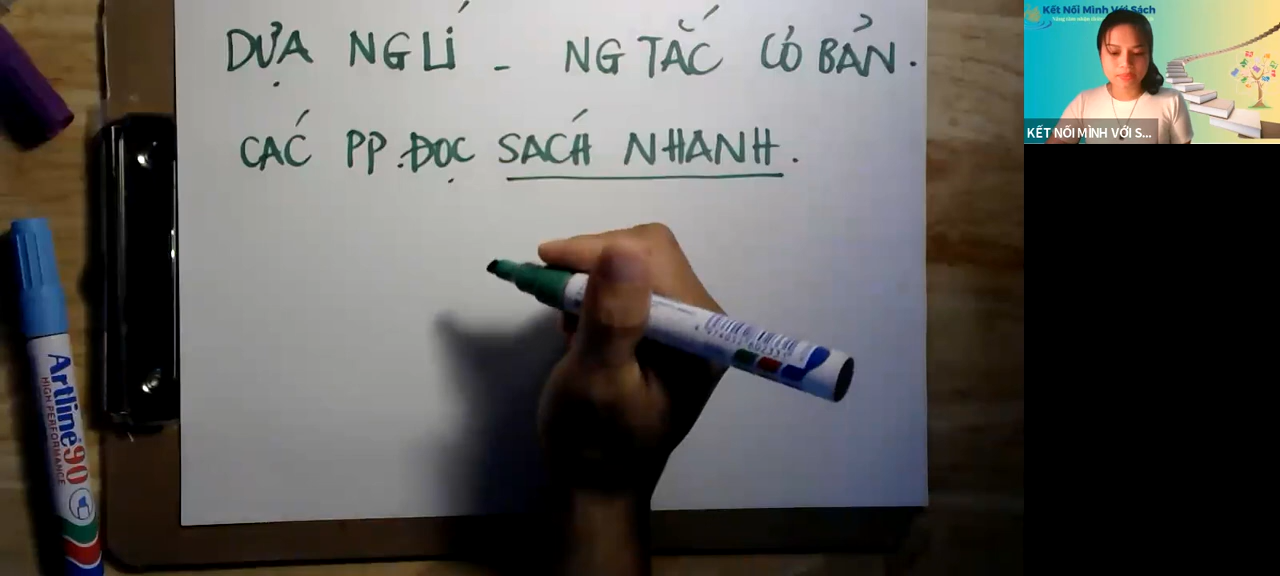 DỰA NGLÍ - NG TẮC CỎ BẢN.
CÁC PP.ĐỌC SÁCH NHANH.
Artline 90
HIGH PERFORMANCE
Kết Nối Mình Với Sách
KẾT NỐI MÌNH VỚI S...